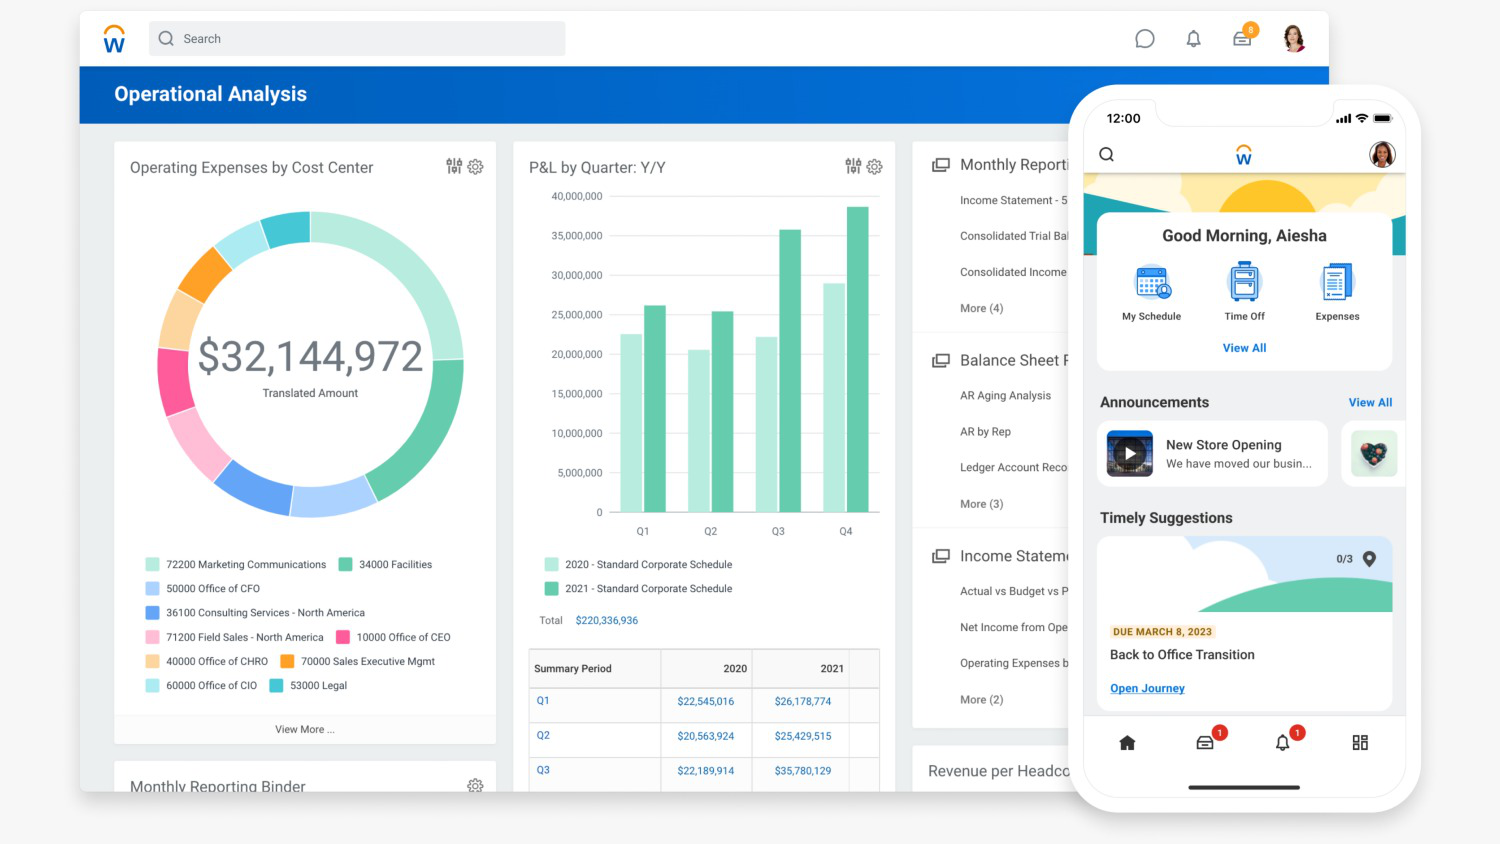 W
Search
8
Operational Analysis
Operating Expenses by Cost Center
$32,144,972
Translated Amount
72200 Marketing Communications
34000 Facilities
50000 Office of CFO
36100 Consulting Services - North America
71200 Field Sales - North America
10000 Office of CEO
40000 Office of CHRO
70000 Sales Executive Mgmt
60000 Office of CIO
53000 Legal
View More ...
Monthly Reporting Binder
P&L by Quarter: Y/Y
40,000,000
35,000,000
30,000,000
25,000,000
20,000,000
15,000,000
10,000,000
5,000,000
0
Q1 Q2 Q3 Q4
2020 - Standard Corporate Schedule
2021 - Standard Corporate Schedule
Total $220,336,936
Summary Period 2020 2021
Q1 $22,545,016 $26,178,774
Q2 $20,563,924 $25,429,515
Q3 $22,189,914 $35,780,129
Monthly Reporti
Income Statement - 5
Consolidated Trial Bal
Consolidated Income
More (4)
Balance Sheet F
AR Aging Analysis
AR by Rep
Ledger Account Reco
More (3)
Income Stateme
Actual vs Budget vs P
Net Income from Ope
Operating Expenses b
More (2)
Revenue per Headco
12:00
W
Good Morning, Aiesha
My Schedule
Time Off
Expenses
View All
Announcements
View All
New Store Opening
We have moved our busin...
Timely Suggestions
0/3
DUE MARCH 8, 2023
Back to Office Transition
Open Journey
1
1